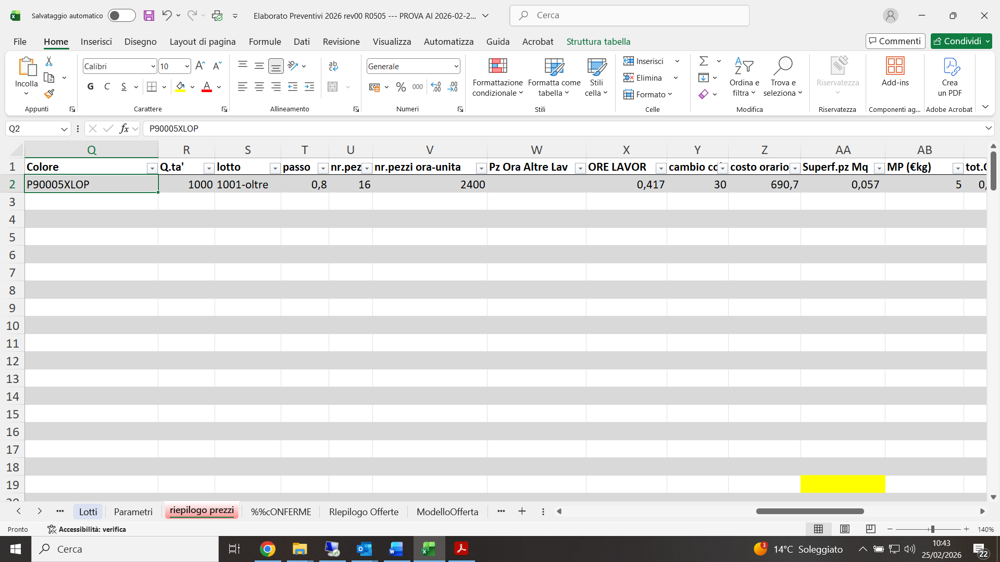 Salvataggio automatico
Elaborato Preventivi 2026 rev00 R0505 --- PROVA AI 2026-02-2...
Cerca
File Home Inserisci Disegno Layout di pagina Formule Dati Revisione Visualizza Automatizza Guida Acrobat Struttura tabella Commenti Condividi
Incolla
Calibri 10
G C S
Generale
% 000
Formattazione condizionale
Formatta come tabella
Stili cella
Inserisci
Elimina
Formato
Ordina e filtra
Trova e seleziona
Riservatezza
Add-ins
Crea un PDF
Appunti Carattere Allineamento Numeri Stili Celle Modifica Riservatezza Componenti ag... Adobe Acrobat
Q2 fx P90005XLOP
Q R S T U V W X Y Z AA AB
1 Colore Q.ta' lotto passo nr.pez nr.pezzi ora-unita Pz Ora Altre Lav ORE LAVOR cambio co costo orario Superf.pz Mq MP (€kg) tot.
2 P90005XLOP 1000 1001-oltre 0,8 16 2400 0,417 30 690,7 0,057 5 0,
3
4
5
6
7
8
9
10
11
12
13
14
15
16
17
18
19
Lotti Parametri riepilogo prezzi %%cONFERME RIepilogo Offerte ModelloOfferta
Pronto Accessibilità: verifica 140%
Cerca
3 14°C Soleggiato
10:43
25/02/2026
22